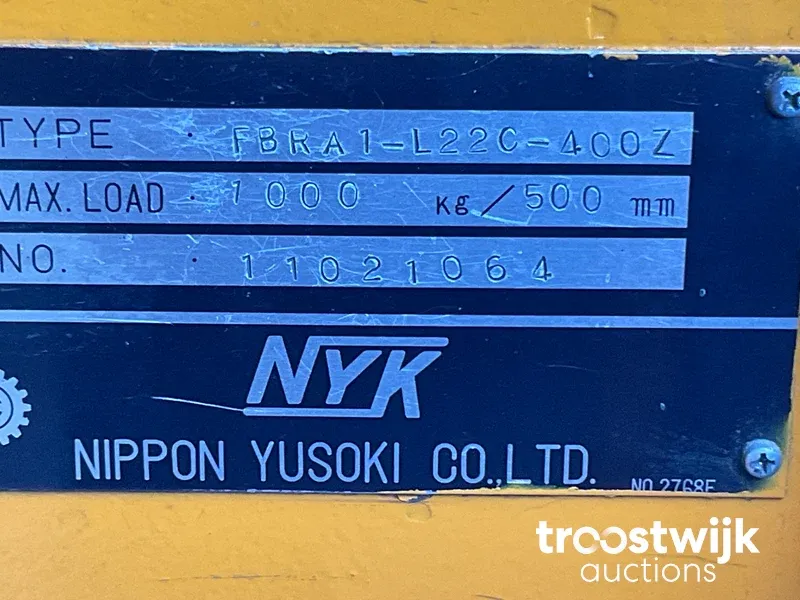 TYPE FBRA1-L22C-400Z
MAX. LOAD 1000 Kg/500 mm
NO. 11021064
NYK
NIPPON YUSOKI CO.,LTD.
NO.2768E
troostwijk
auctions